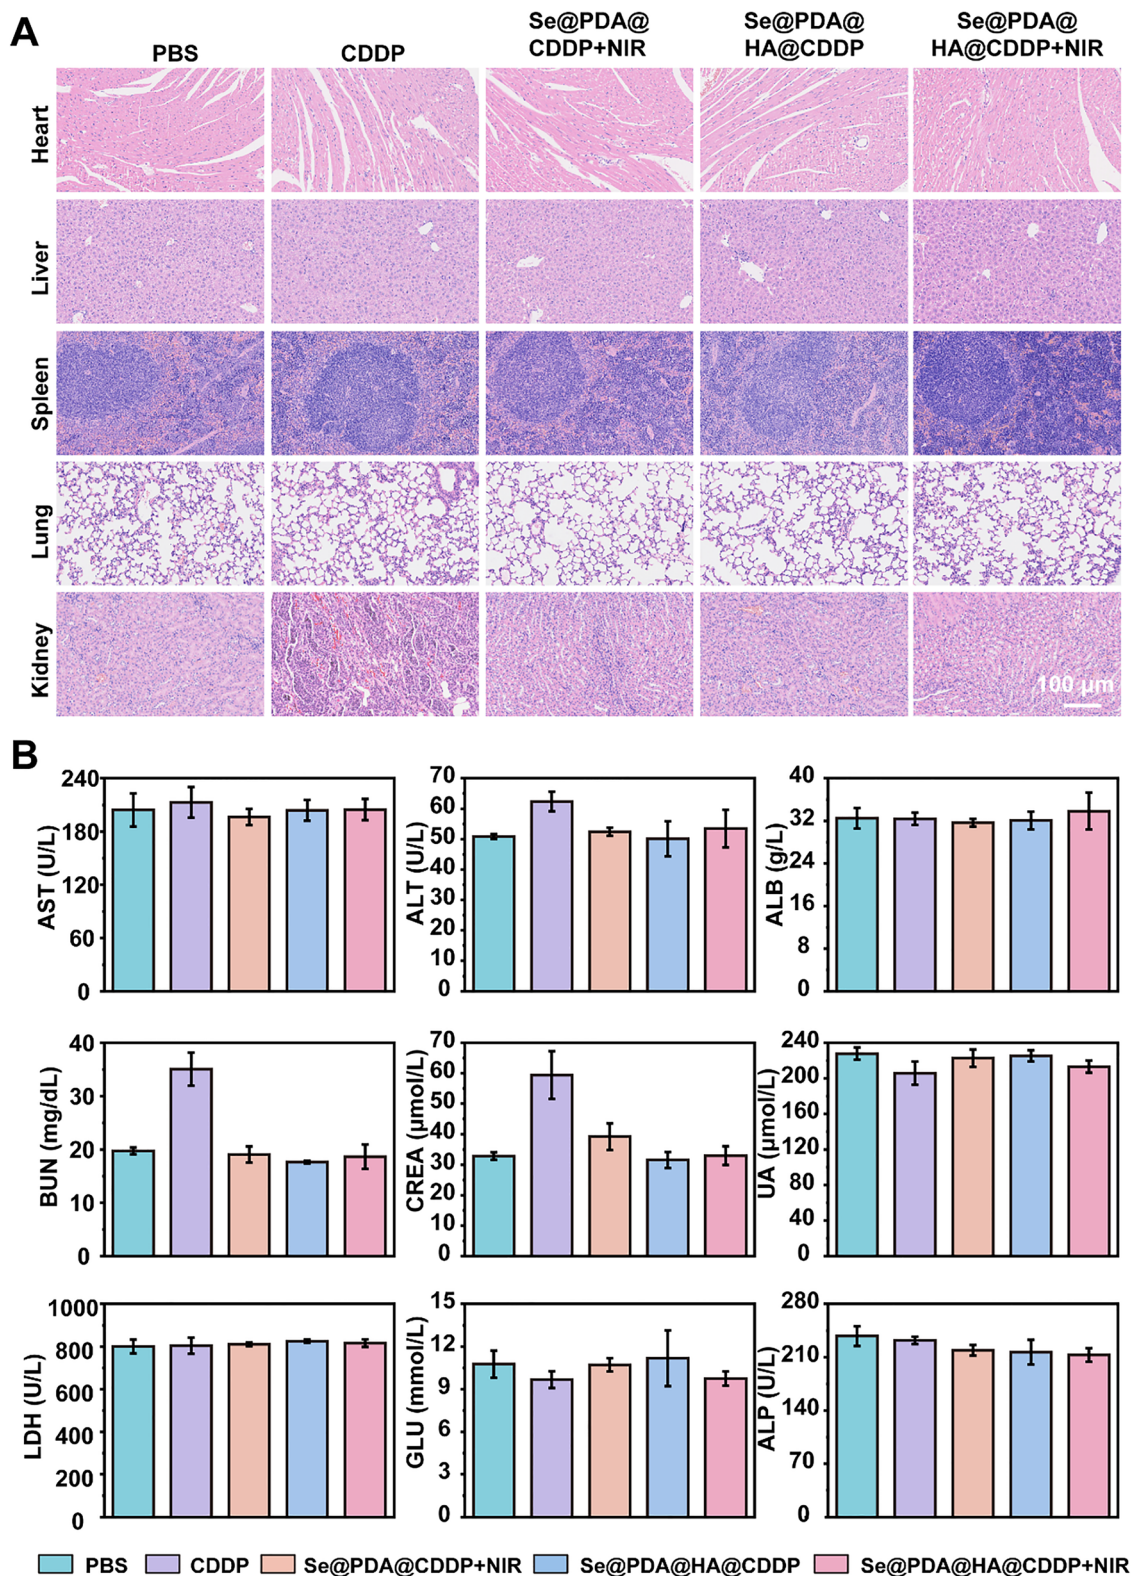 A
PBS
CDDP
Se@PDA@
CDDP+NIR
Se@PDA@
HA@CDDP
Se@PDA@
HA@CDDP+NIR
Heart
Liver
Spleen
Lung
Kidney
100 μm
B
AST (U/L)
240
180
120
60
0
ALT (U/L)
70
60
50
40
30
20
10
0
ALB (g/L)
40
32
24
16
8
0
BUN (mg/dL)
40
30
20
10
0
CREA (μmol/L)
70
60
50
40
30
20
10
0
UA (μmol/L)
240
200
160
120
80
40
0
LDH (U/L)
1000
800
600
400
200
0
GLU (mmol/L)
15
12
9
6
3
0
ALP (U/L)
280
210
140
70
0
PBS
CDDP
Se@PDA@CDDP+NIR
Se@PDA@HA@CDDP
Se@PDA@HA@CDDP+NIR